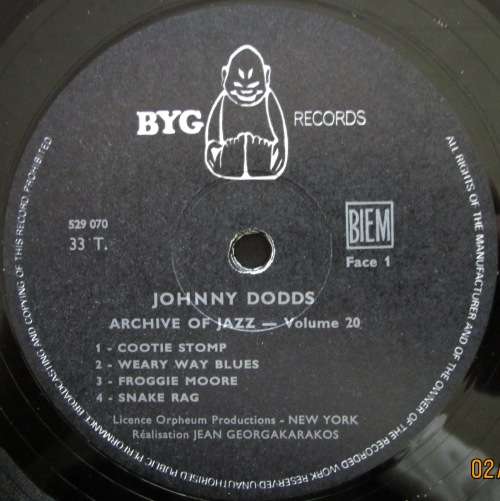 BYG RECORDS
529 070
33 T.
BIEM
Face 1
JOHNNY DODDS
ARCHIVE OF JAZZ — Volume 20
1 - COOTIE STOMP
2 - WEARY WAY BLUES
3 - FROGGIE MOORE
4 - SNAKE RAG
Licence Orpheum Productions - NEW YORK
Réalisation JEAN GEORGAKARAKOS
ALL RIGHTS OF THE MANUFACTURER AND OF THE OWNER OF THE RECORDED WORK RESERVED UNAUTHORISED PUBLIC PERFORMANCE BROADCASTING AND COPYING OF THIS RECORD PROHIBITED
02/